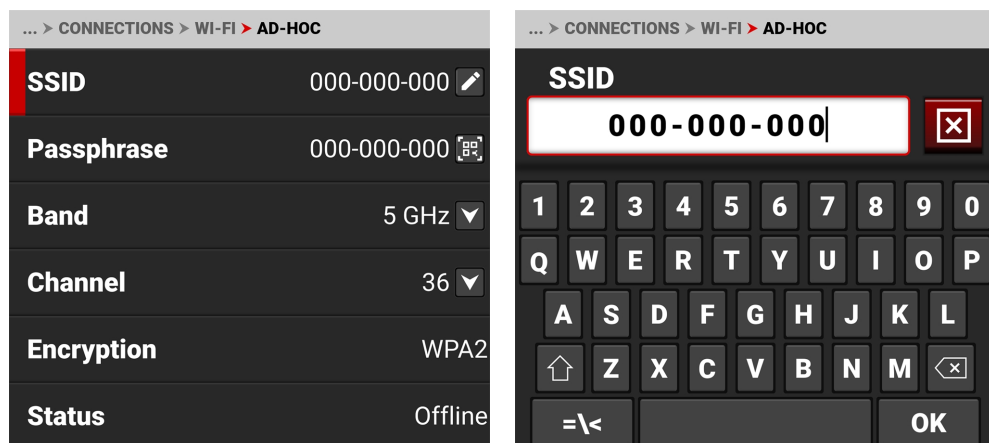 ... > CONNECTIONS > WI-FI > AD-HOC
SSID 000-000-000
Passphrase 000-000-000
Band 5 GHz
Channel 36
Encryption WPA2
Status Offline
... > CONNECTIONS > WI-FI > AD-HOC
SSID
000-000-000
1 2 3 4 5 6 7 8 9 0
Q W E R T Y U I O P
A S D F G H J K L
Z X C V B N M
=\< OK